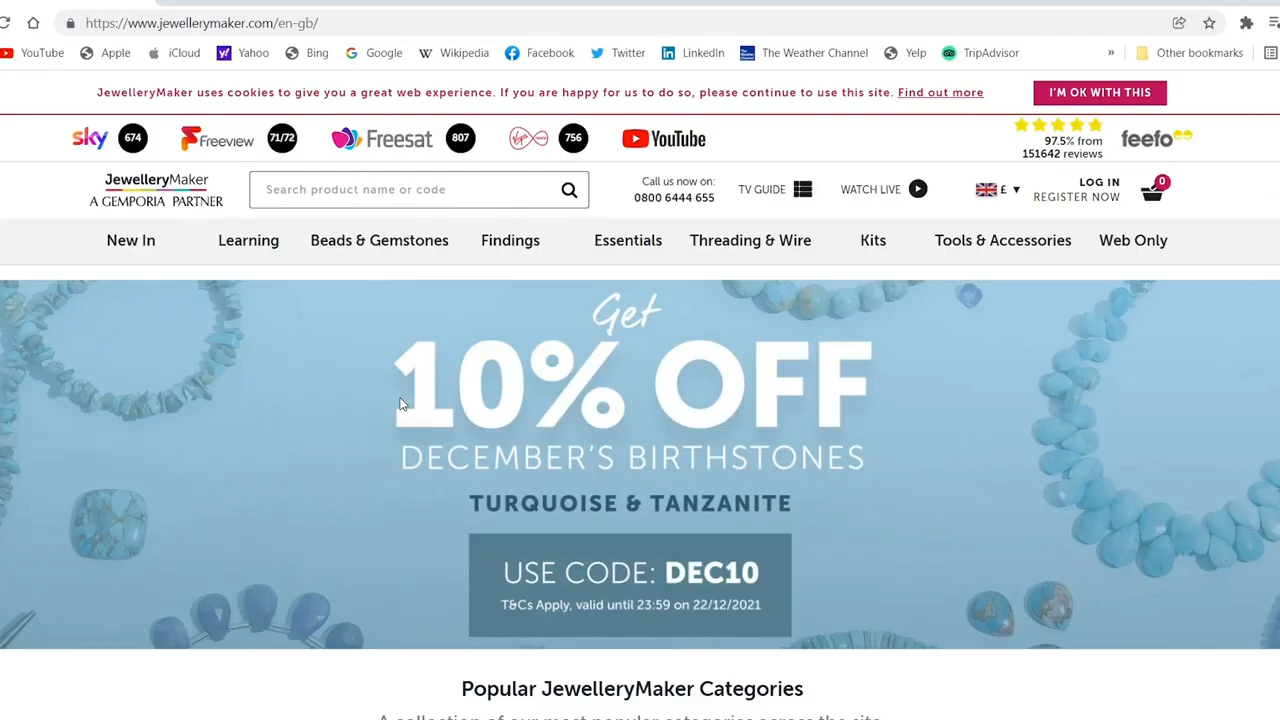 https://www.jewellerymaker.com/en-gb/
YouTube Apple iCloud Yahoo Bing Google Wikipedia Facebook Twitter LinkedIn The Weather Channel Yelp TripAdvisor » Other bookmarks
JewelleryMaker uses cookies to give you a great web experience. If you are happy for us to do so, please continue to use this site. Find out more I'M OK WITH THIS
sky 674 Freeview 71/72 Freesat 807 756 YouTube 97.5% from 151642 reviews feefo
JewelleryMaker
A GEMPORIA PARTNER
Search product name or code
Call us now on:
0800 6444 655
TV GUIDE WATCH LIVE £ ▼
LOG IN
REGISTER NOW
0
New In Learning Beads & Gemstones Findings Essentials Threading & Wire Kits Tools & Accessories Web Only
Get
10% OFF
DECEMBER'S BIRTHSTONES
TURQUOISE & TANZANITE
USE CODE: DEC10
T&Cs Apply, valid until 23:59 on 22/12/2021
Popular JewelleryMaker Categories
A collection of our most popular categories across the site